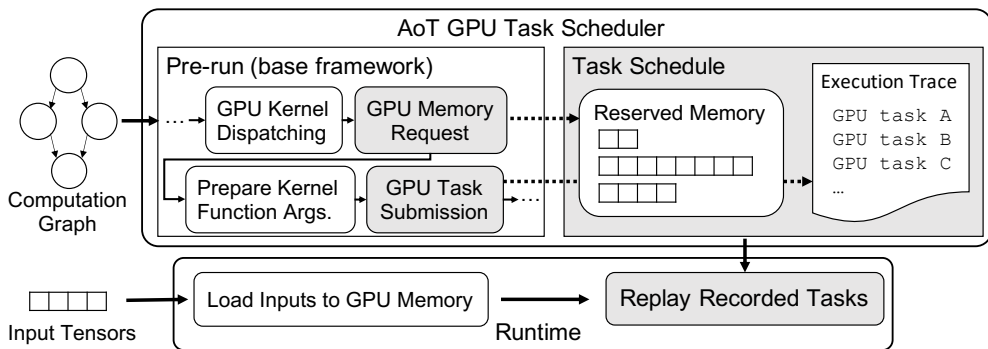 AoT GPU Task Scheduler
Pre-run (base framework)
... GPU Kernel
Dispatching
GPU Memory
Request
Prepare Kernel
Function Args.
GPU Task
Submission
...
Task Schedule
Reserved Memory
Execution Trace
GPU task A
GPU task B
GPU task C
…
Computation
Graph
Input Tensors
Load Inputs to GPU Memory
Runtime
Replay Recorded Tasks